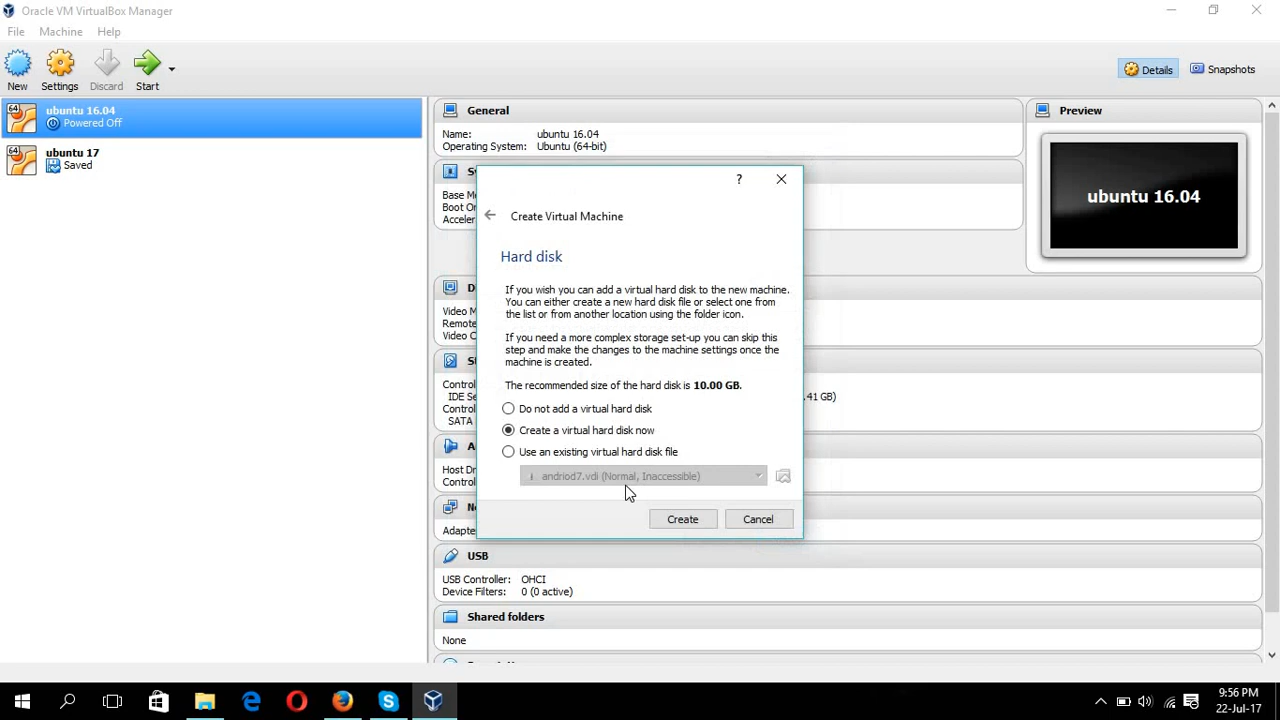 Oracle VM VirtualBox Manager
File Machine Help
New Settings Discard Start
Details Snapshots
64 ubuntu 16.04
Powered Off
64 ubuntu 17
Saved
General
Name: ubuntu 16.04
Operating System: Ubuntu (64-bit)
Preview
ubuntu 16.04
Base Me
Boot Or
Acceler
?
Create Virtual Machine
Hard disk
If you wish you can add a virtual hard disk to the new machine.
You can either create a new hard disk file or select one from
the list or from another location using the folder icon.
If you need a more complex storage set-up you can skip this
step and make the changes to the machine settings once the
machine is created.
The recommended size of the hard disk is 10.00 GB.
Do not add a virtual hard disk
Create a virtual hard disk now
Use an existing virtual hard disk file
andriod7.vdi (Normal, Inaccessible)
Create Cancel
Video M
Remote
Video C
Control
IDE Se
.41 GB)
Control
SATA
Host Dr
Control
Adapte
USB
USB Controller: OHCI
Device Filters: 0 (0 active)
Shared folders
None
9:56 PM
22-Jul-17